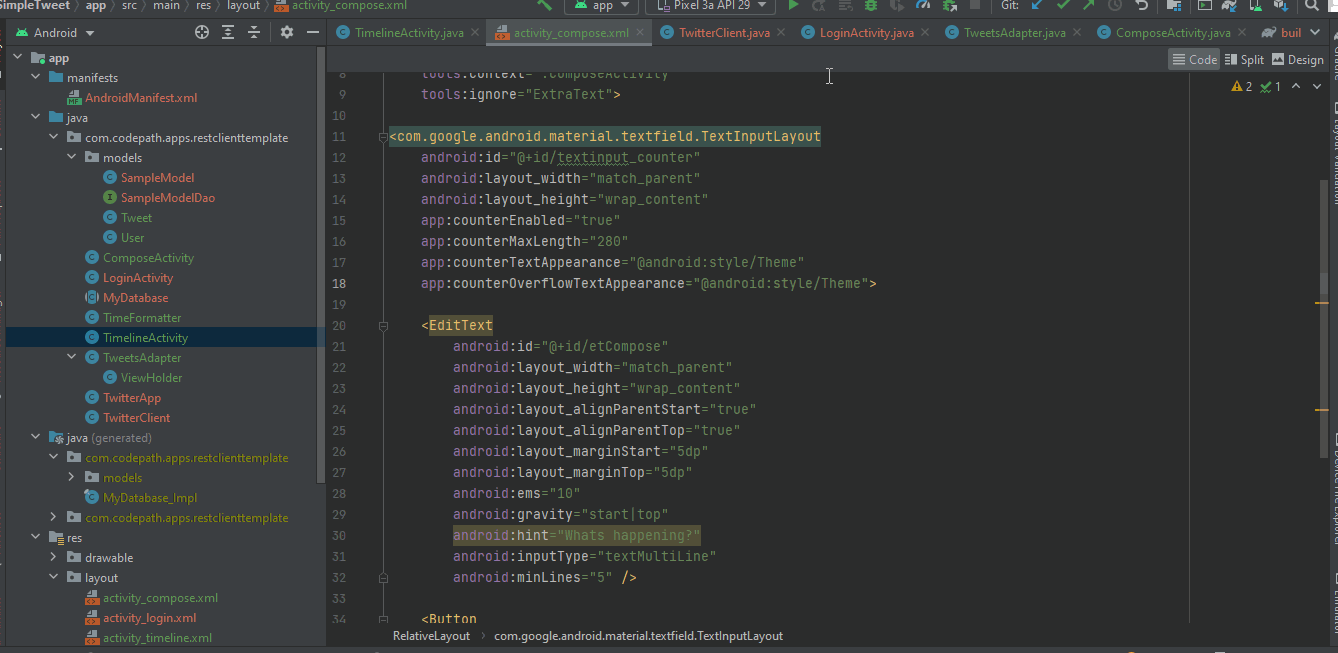 SimpleTweet > app > src > main > res > layout > activity_compose.xml
app
Pixel 3a API 29
Git:
Android
TimelineActivity.java
activity_compose.xml
TwitterClient.java
LoginActivity.java
TweetsAdapter.java
ComposeActivity.java
buil
Code
Split
Design
2
1
app
manifests
AndroidManifest.xml
java
com.codepath.apps.restclienttemplate
models
SampleModel
SampleModelDao
Tweet
User
ComposeActivity
LoginActivity
MyDatabase
TimeFormatter
TimelineActivity
TweetsAdapter
ViewHolder
TwitterApp
TwitterClient
java (generated)
com.codepath.apps.restclienttemplate
models
MyDatabase_Impl
com.codepath.apps.restclienttemplate
res
drawable
layout
activity_compose.xml
activity_login.xml
activity_timeline.xml
8 tools:context=".ComposeActivity"
9 tools:ignore="ExtraText">
10
11 <com.google.android.material.textfield.TextInputLayout
12 android:id="@+id/textinput_counter"
13 android:layout_width="match_parent"
14 android:layout_height="wrap_content"
15 app:counterEnabled="true"
16 app:counterMaxLength="280"
17 app:counterTextAppearance="@android:style/Theme"
18 app:counterOverflowTextAppearance="@android:style/Theme">
19
20 <EditText
21 android:id="@+id/etCompose"
22 android:layout_width="match_parent"
23 android:layout_height="wrap_content"
24 android:layout_alignParentStart="true"
25 android:layout_alignParentTop="true"
26 android:layout_marginStart="5dp"
27 android:layout_marginTop="5dp"
28 android:ems="10"
29 android:gravity="start|top"
30 android:hint="Whats happening?"
31 android:inputType="textMultiLine"
32 android:minLines="5" />
33
34 <Button
RelativeLayout > com.google.android.material.textfield.TextInputLayout